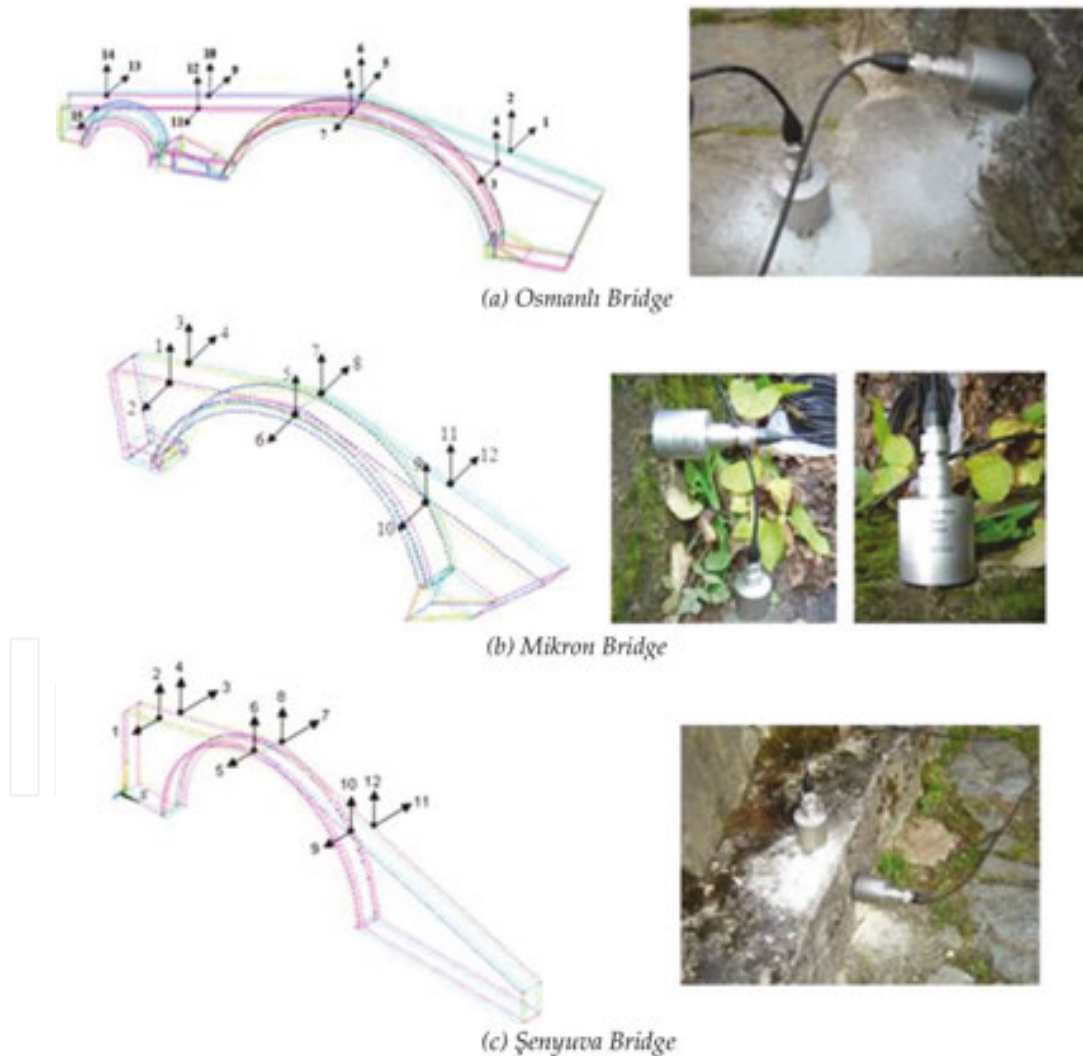 14 13 12 10 9 8 6 5 2 1
15 11 7 4 3
(a) Osmanlı Bridge
3 4 1 2 7 8 5 6
11 12 9 10
(b) Mikron Bridge
2 4 3 1 6 8 7 5
10 12 11 9
(c) Şenyuva Bridge